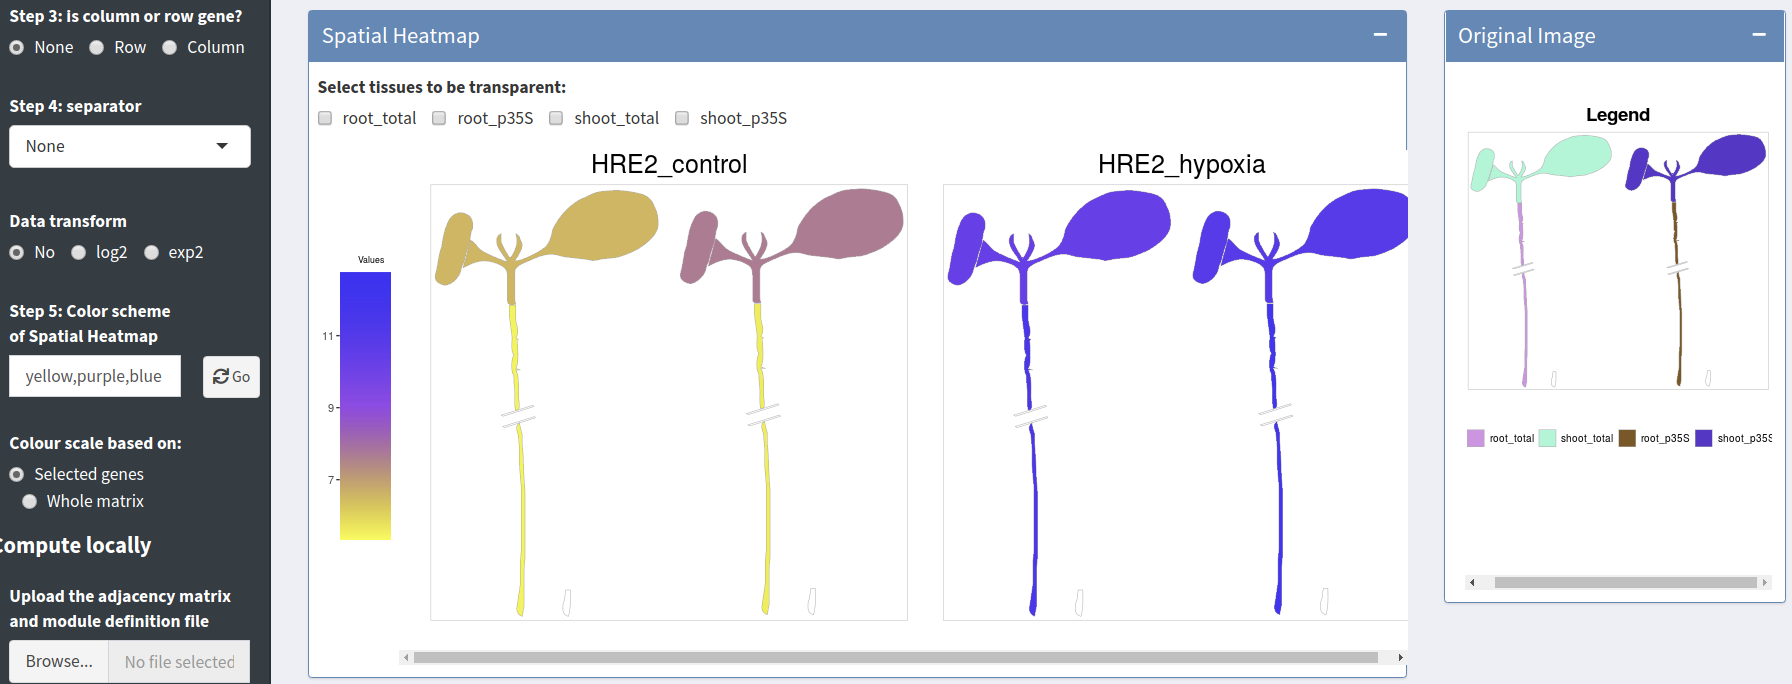 Step 3: is column or row gene?
None Row Column
Step 4: separator
None
Data transform
No log2 exp2
Step 5: Color scheme
of Spatial Heatmap
yellow,purple,blue Go
Colour scale based on:
Selected genes
Whole matrix
Compute locally
Upload the adjacency matrix
and module definition file
Browse... No file selected
Spatial Heatmap
Select tissues to be transparent:
root_total root_p35S shoot_total shoot_p35S
HRE2_control HRE2_hypoxia
Values
11
9
7
Original Image
Legend
root_total shoot_total root_p35S shoot_p35S